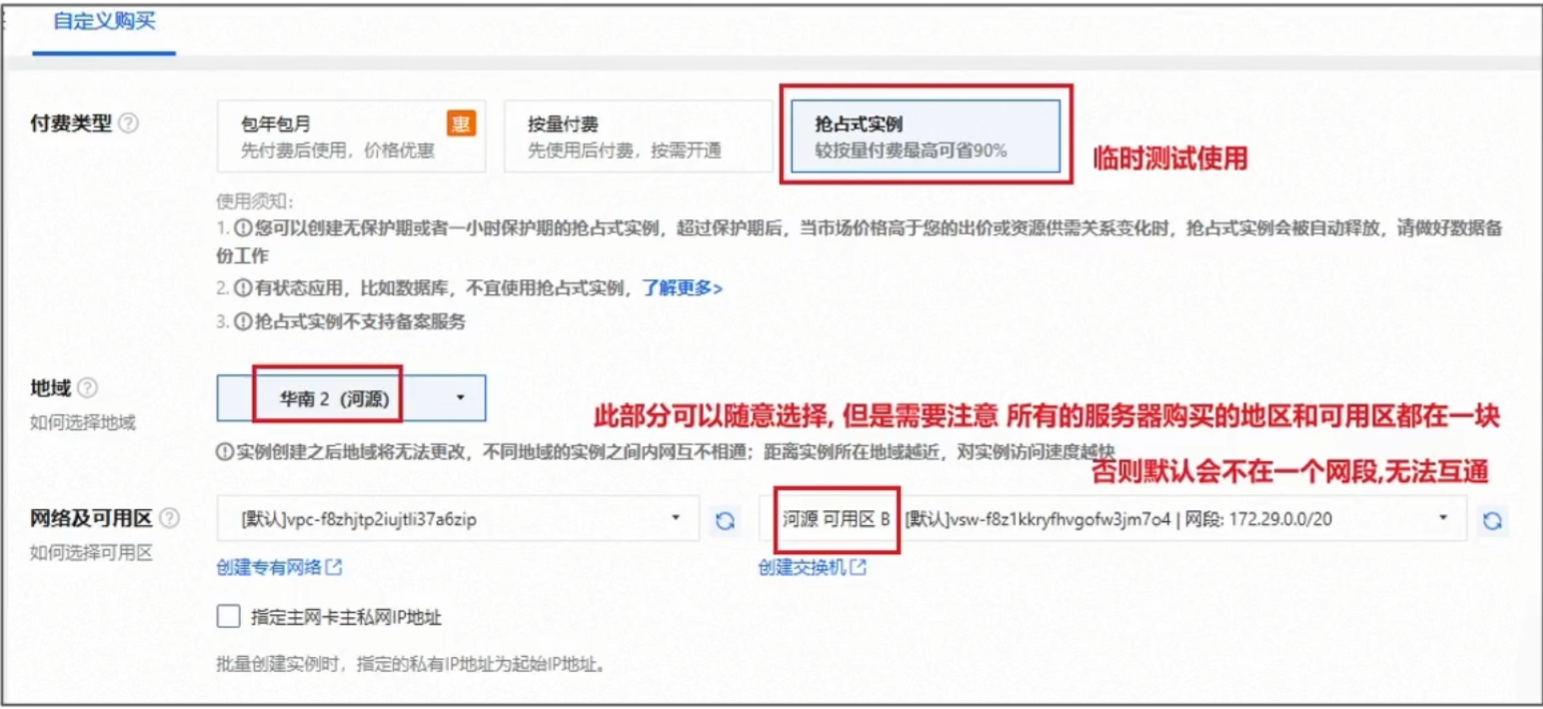 自定义购买
付费类型
包年包月 惠
先付费后使用，价格优惠
按量付费
先使用后付费，按需开通
抢占式实例
较按量付费最高可省90%
临时测试使用
使用须知：
1. 您可以创建无保护期或者一小时保护期的抢占式实例，超过保护期后，当市场价格高于您的出价或资源供需关系变化时，抢占式实例会被自动释放，请做好数据备
份工作
2. 有状态应用，比如数据库，不宜使用抢占式实例，了解更多>
3. 抢占式实例不支持备案服务
地域
如何选择地域
华南 2（河源）
此部分可以随意选择, 但是需要注意 所有的服务器购买的地区和可用区都在一块
实例创建之后地域将无法更改，不同地域的实例之间内网互不相通；距离实例所在地域越近，对实例访问速度越快
否则默认会不在一个网段,无法互通
网络及可用区
如何选择可用区
[默认]vpc-f8zhjtp2iujtli37a6zip
河源 可用区 B [默认]vsw-f8z1kkryfhvgofw3jm7o4 | 网段: 172.29.0.0/20
创建专有网络
创建交换机
指定主网卡主私网IP地址
批量创建实例时，指定的私有IP地址为起始IP地址。